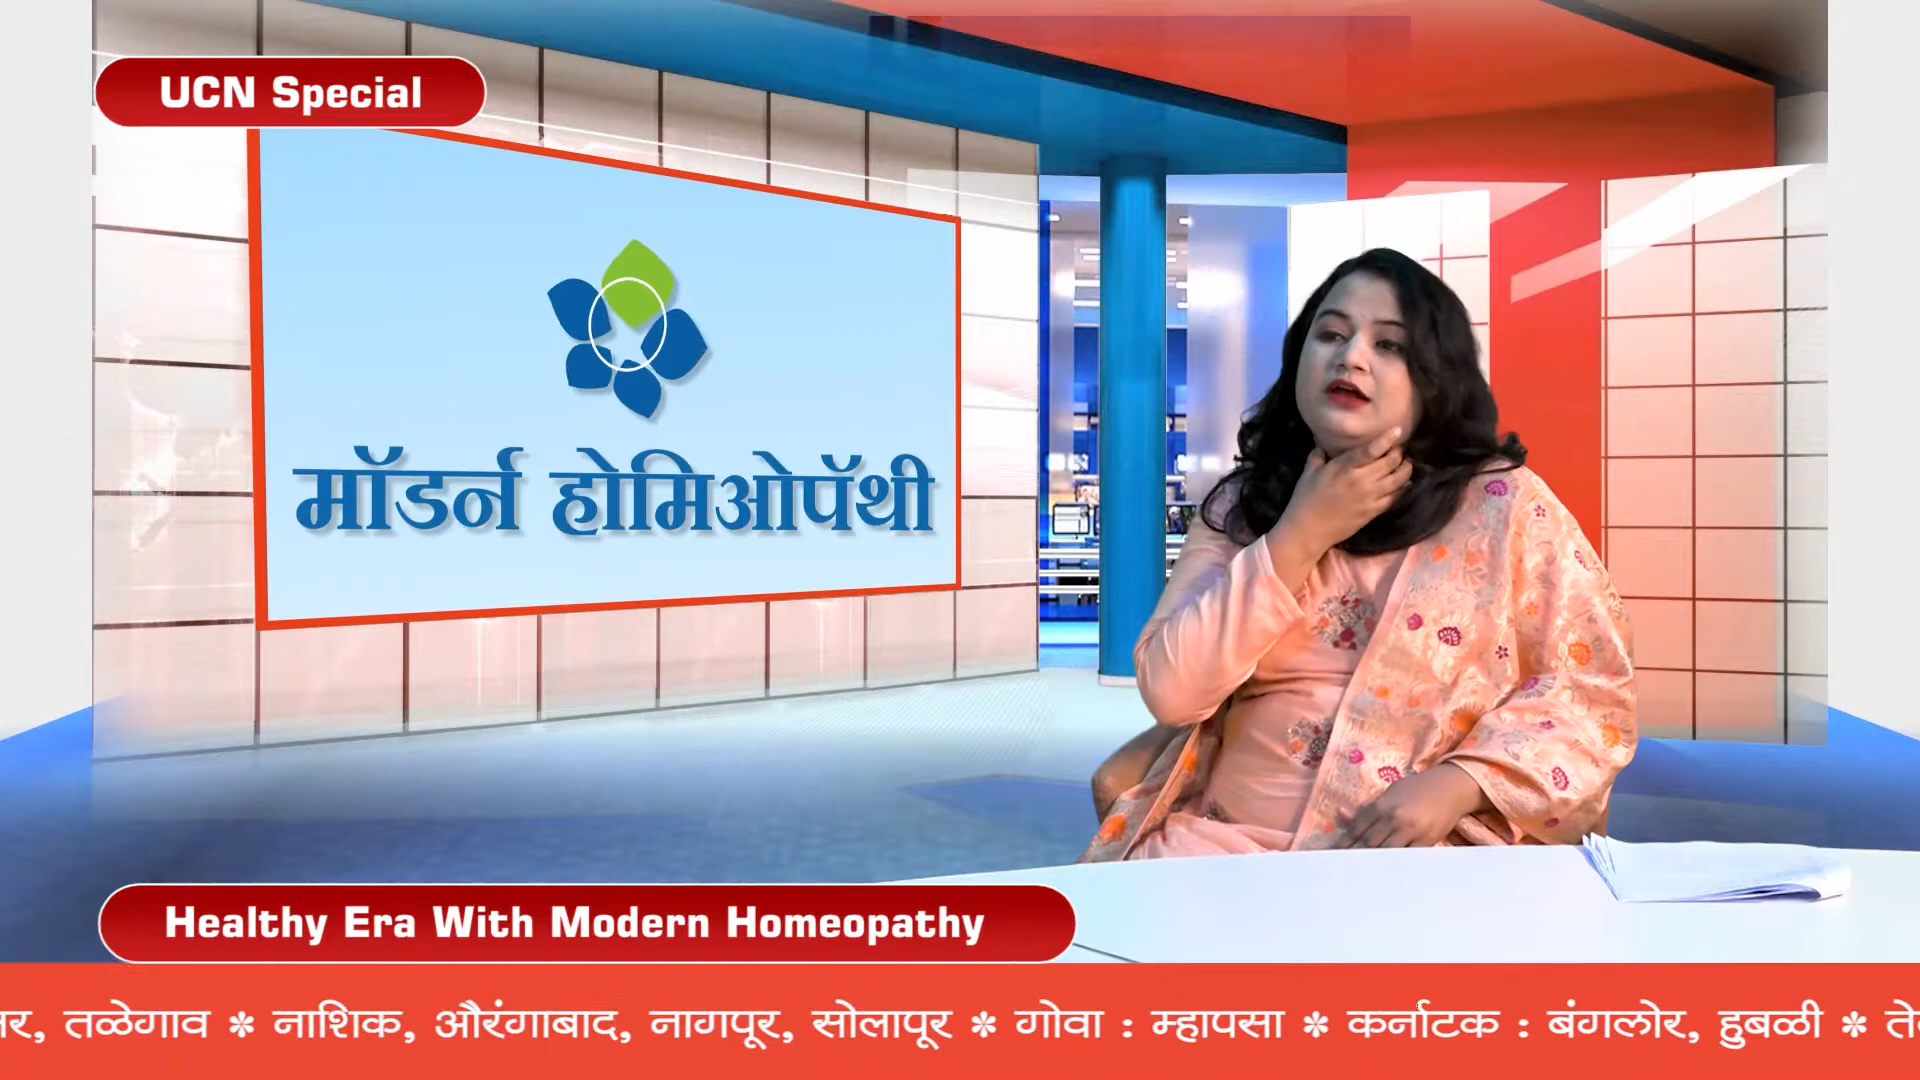 UCN Special
मॉडर्न होमिओपॅथी
Healthy Era With Modern Homeopathy
तळेगाव * नाशिक, औरंगाबाद, नागपूर, सोलापूर * गोवा : म्हापसा * कर्नाटक : बंगलोर, हुबळी *